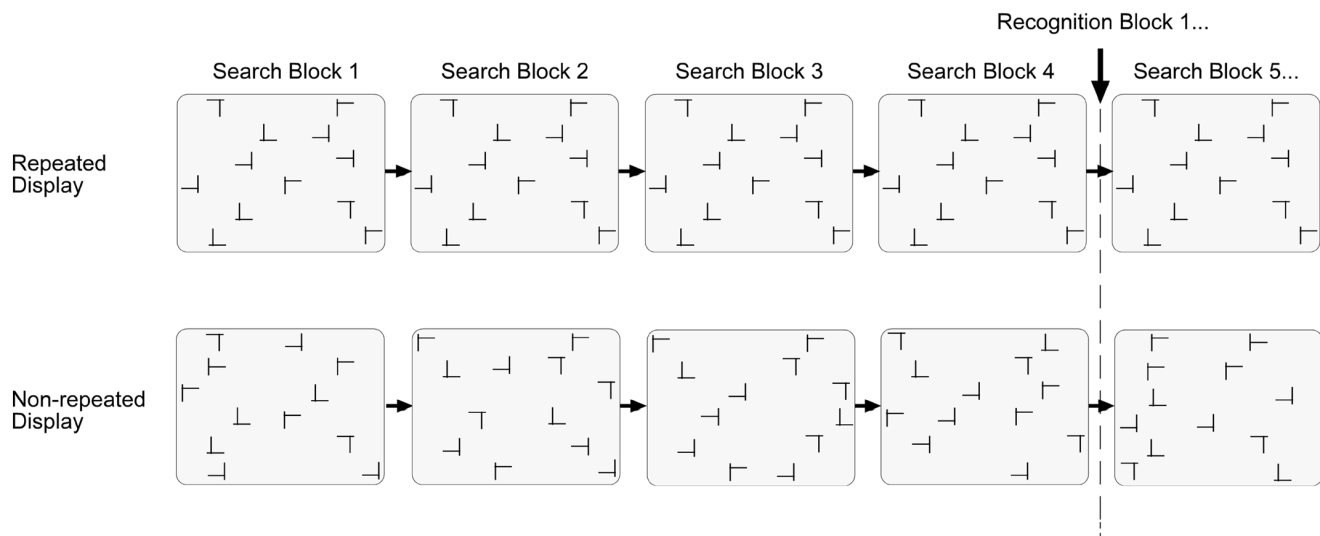 Recognition Block 1...
Search Block 1
Search Block 2
Search Block 3
Search Block 4
Search Block 5...
Repeated
Display
Non-repeated
Display